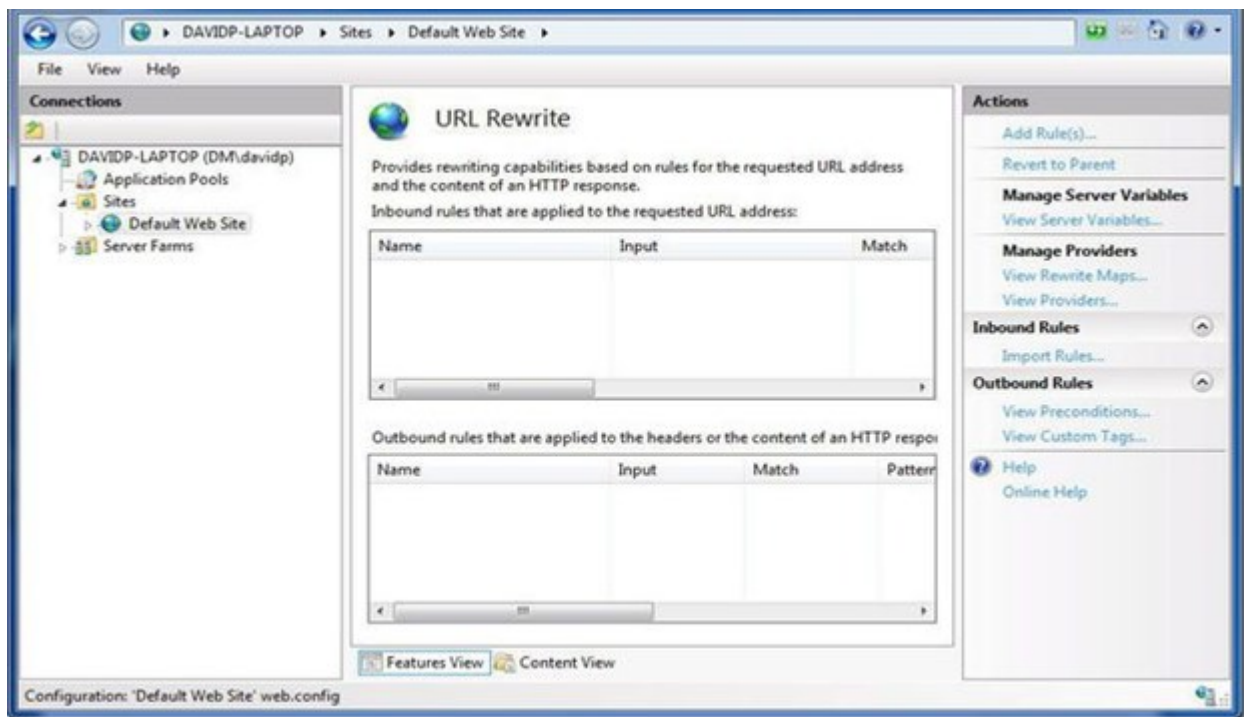 DAVIDP-LAPTOP Sites Default Web Site
File View Help
Connections
DAVIDP-LAPTOP (DM\davidp)
Application Pools
Sites
Default Web Site
Server Farms
URL Rewrite
Provides rewriting capabilities based on rules for the requested URL address
and the content of an HTTP response.
Inbound rules that are applied to the requested URL address:
Name Input Match
Outbound rules that are applied to the headers or the content of an HTTP respo
Name Input Match Pattern
Features View Content View
Actions
Add Rule(s)...
Revert to Parent
Manage Server Variables
View Server Variables...
Manage Providers
View Rewrite Maps...
View Providers...
Inbound Rules
Import Rules...
Outbound Rules
View Preconditions...
View Custom Tags...
Help
Online Help
Configuration: 'Default Web Site' web.config